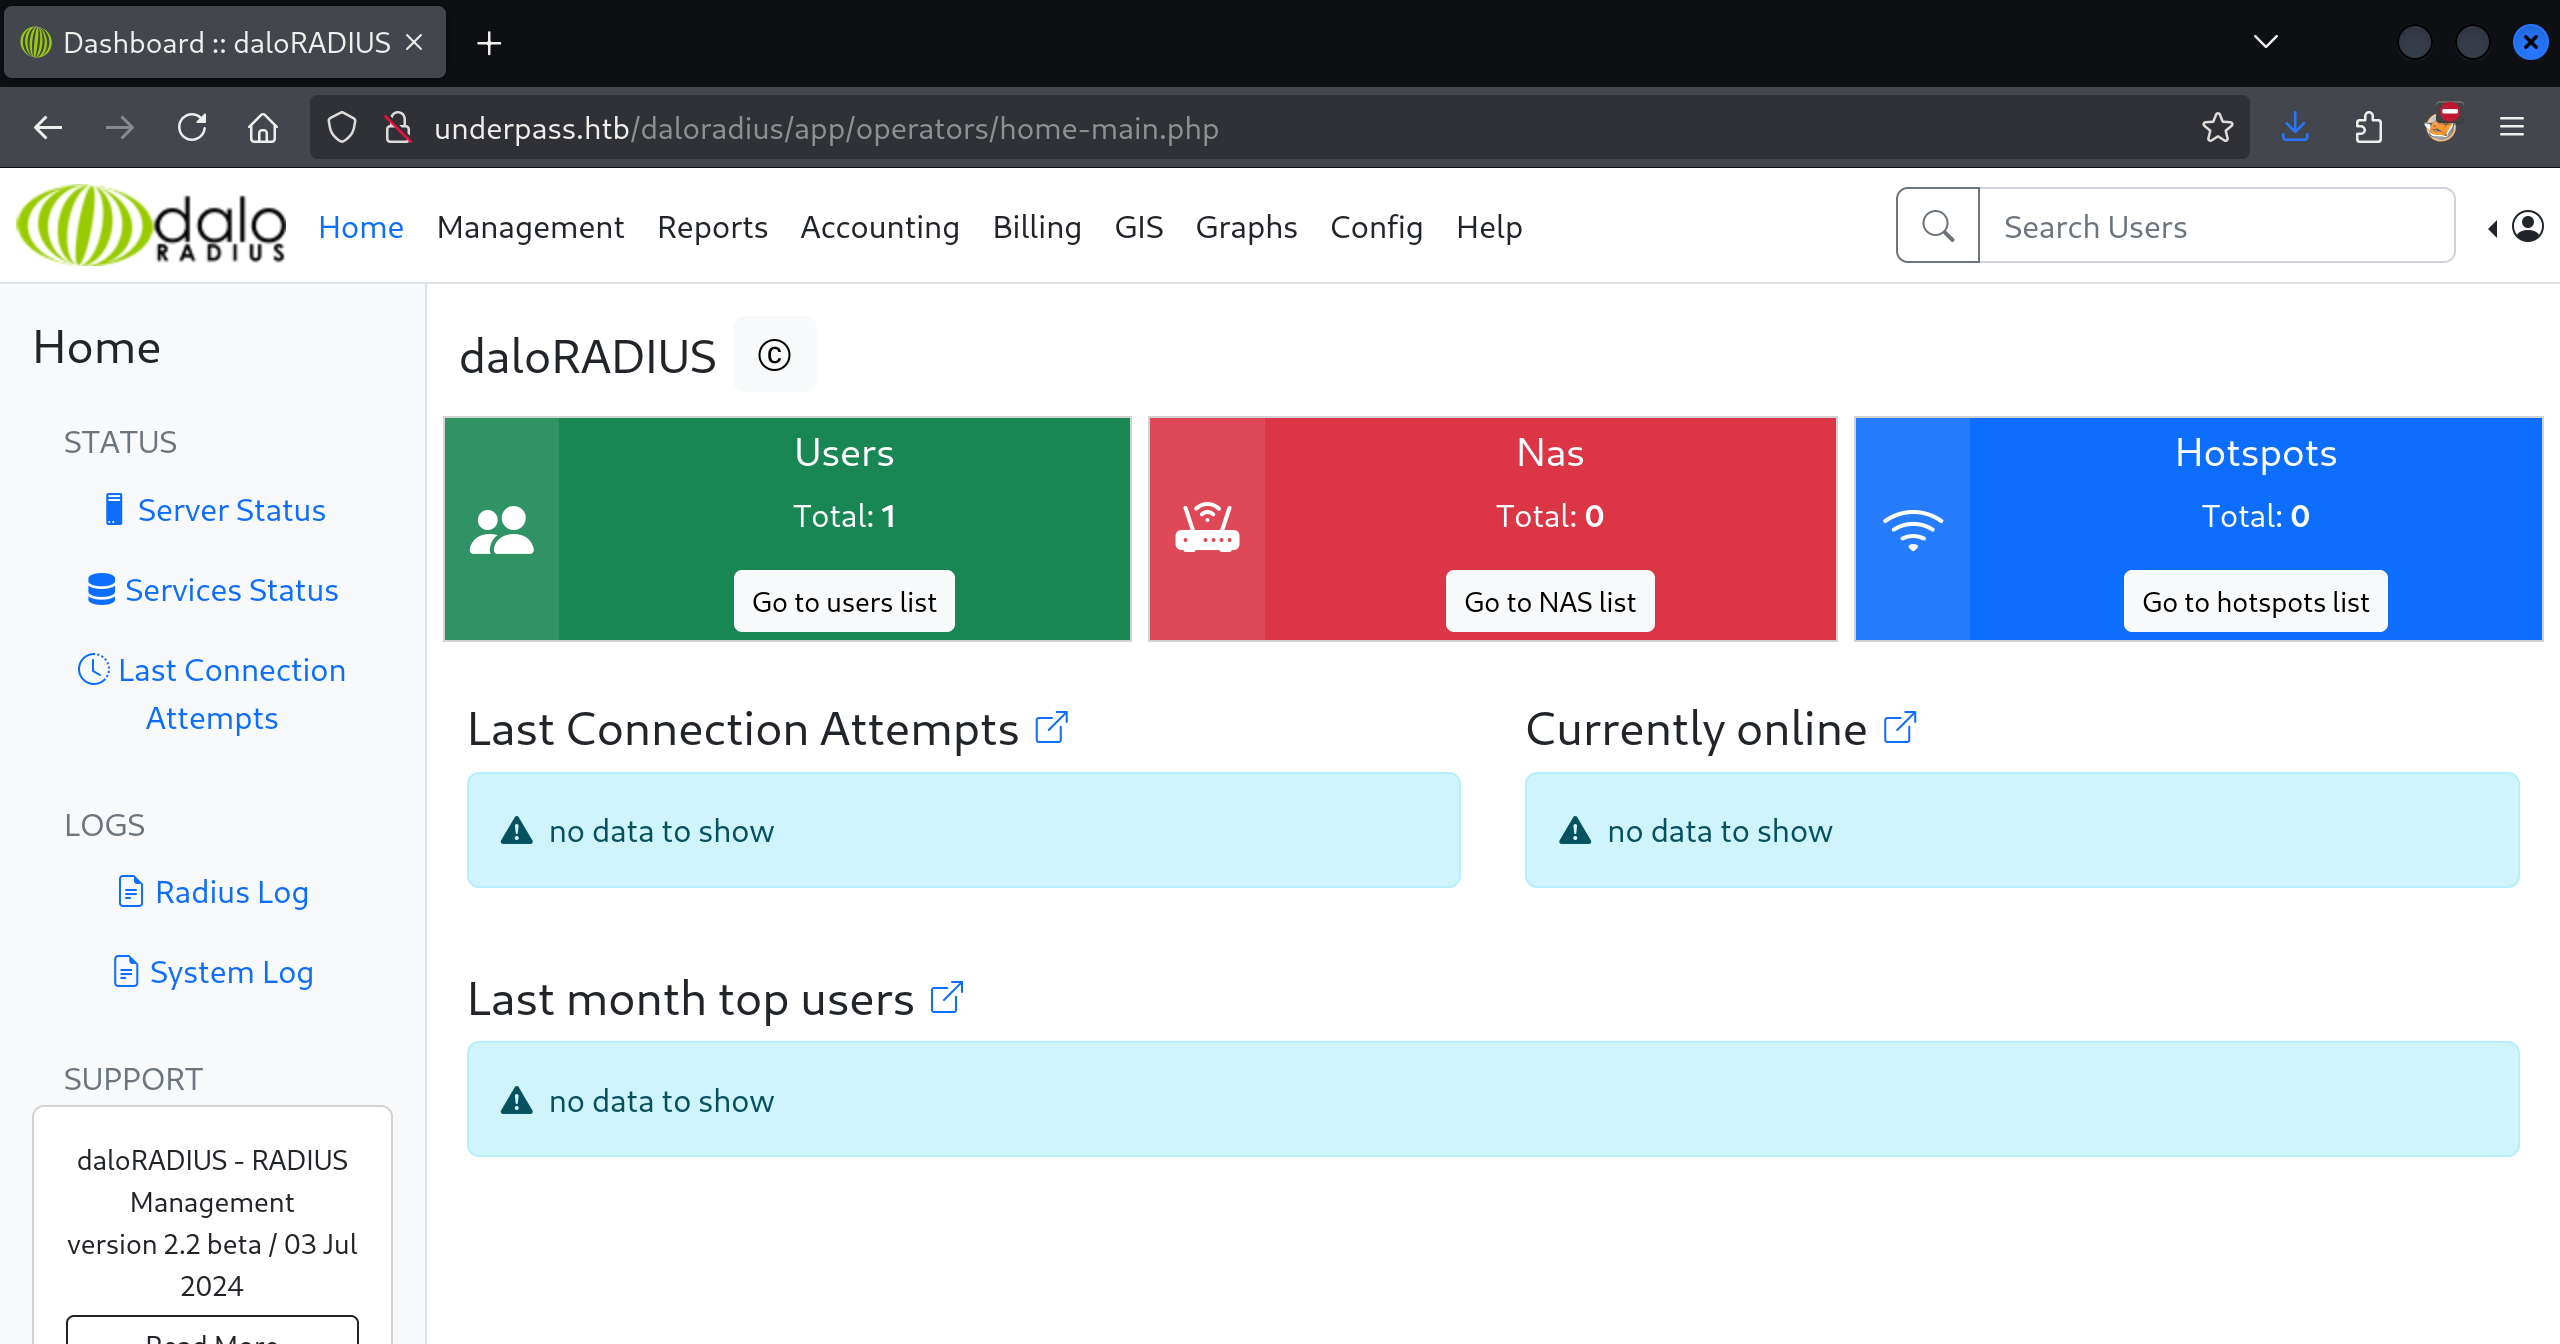 Dashboard :: daloRADIUS
underpass.htb/daloradius/app/operators/home-main.php
dalo RADIUS
Home Management Reports Accounting Billing GIS Graphs Config Help
Search Users
Home
STATUS
Server Status
Services Status
Last Connection
Attempts
LOGS
Radius Log
System Log
SUPPORT
daloRADIUS - RADIUS
Management
version 2.2 beta / 03 Jul
2024
Read More
daloRADIUS ©
Users
Total: 1
Go to users list
Nas
Total: 0
Go to NAS list
Hotspots
Total: 0
Go to hotspots list
Last Connection Attempts
no data to show
Currently online
no data to show
Last month top users
no data to show